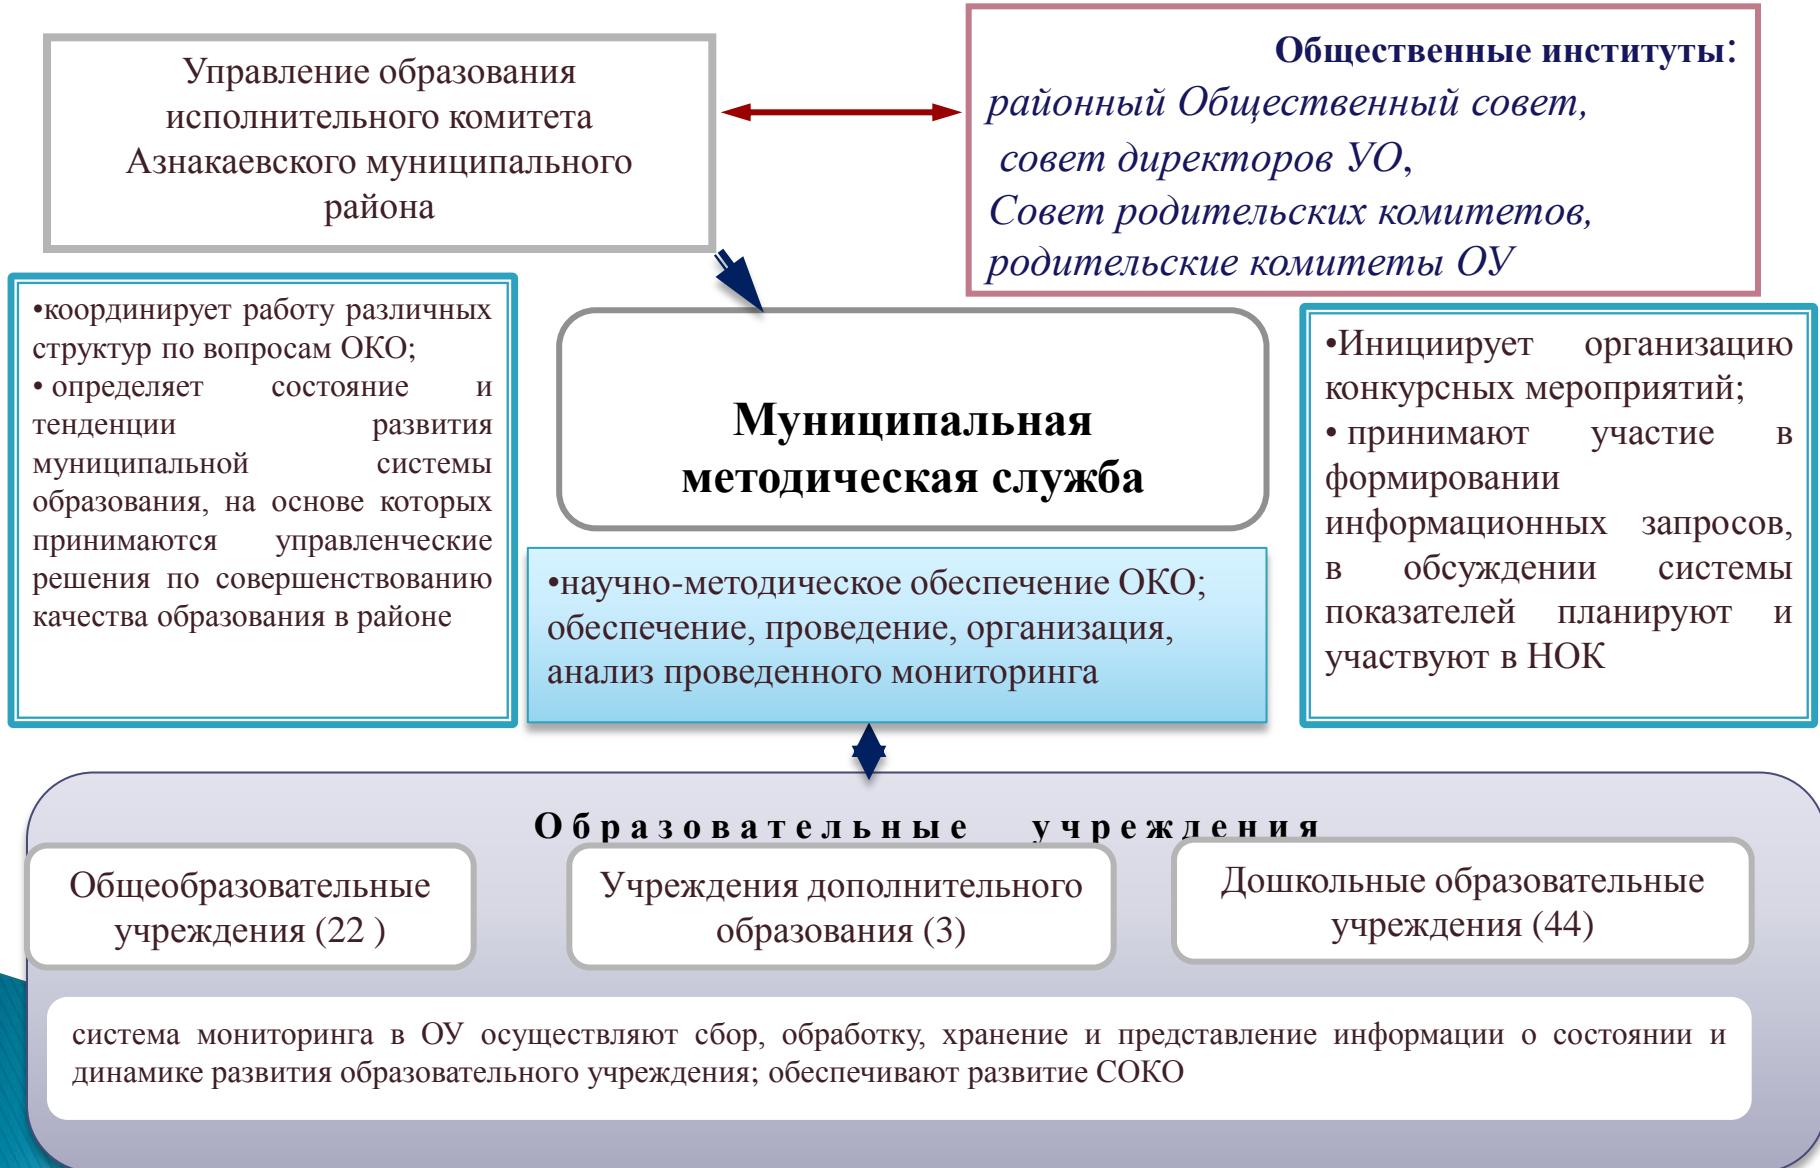 Управление образования
исполнительного комитета
Азнакаевского муниципального
района
Общественные институты:
районный Общественный совет,
совет директоров УО,
Совет родительских комитетов,
родительские комитеты ОУ
•координирует работу различных
структур по вопросам ОКО;
• определяет состояние и
тенденции развития
муниципальной системы
образования, на основе которых
принимаются управленческие
решения по совершенствованию
качества образования в районе
Муниципальная
методическая служба
•научно-методическое обеспечение ОКО;
обеспечение, проведение, организация,
анализ проведенного мониторинга
•Инициирует организацию
конкурсных мероприятий;
• принимают участие в
формировании
информационных запросов,
в обсуждении системы
показателей планируют и
участвуют в НОК
Образовательные учреждения
Общеобразовательные
учреждения (22 )
Учреждения дополнительного
образования (3)
Дошкольные образовательные
учреждения (44)
система мониторинга в ОУ осуществляют сбор, обработку, хранение и представление информации о состоянии и
динамике развития образовательного учреждения; обеспечивают развитие СОКО